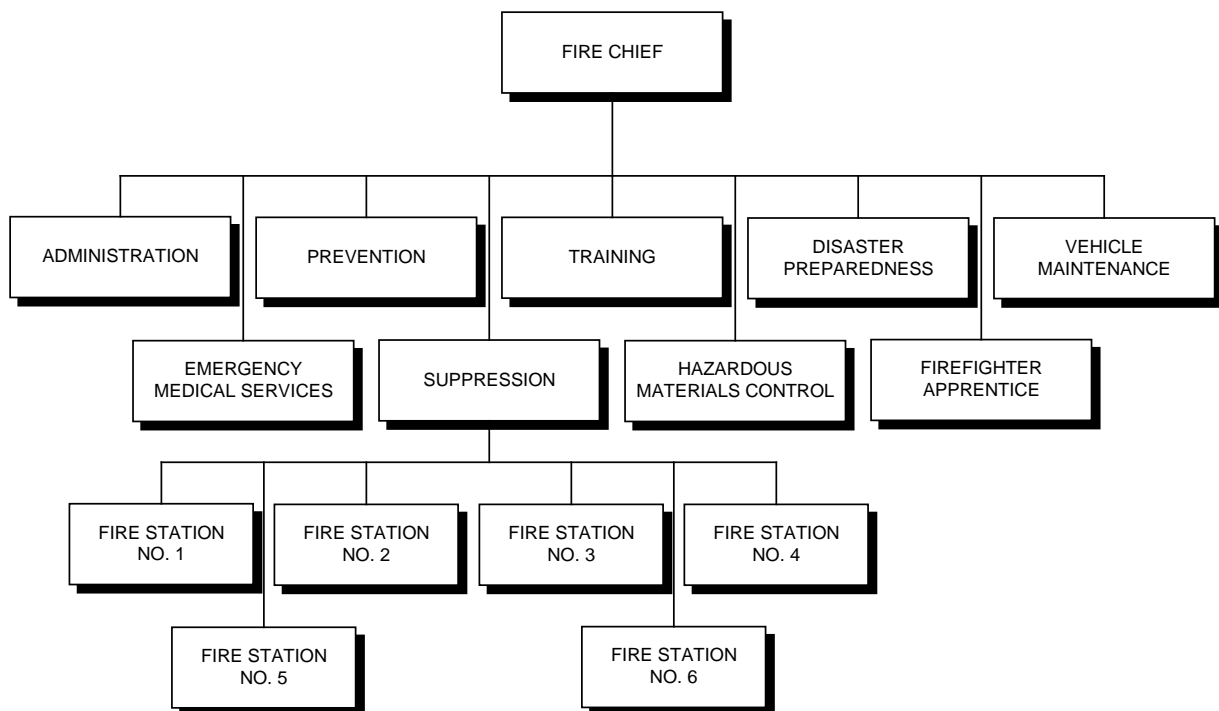 FIRE CHIEF
ADMINISTRATION
PREVENTION
TRAINING
DISASTER
PREPAREDNESS
VEHICLE
MAINTENANCE
EMERGENCY
MEDICAL SERVICES
SUPPRESSION
HAZARDOUS
MATERIALS CONTROL
FIREFIGHTER
APPRENTICE
FIRE STATION
NO. 1
FIRE STATION
NO. 2
FIRE STATION
NO. 3
FIRE STATION
NO. 4
FIRE STATION
NO. 5
FIRE STATION
NO. 6